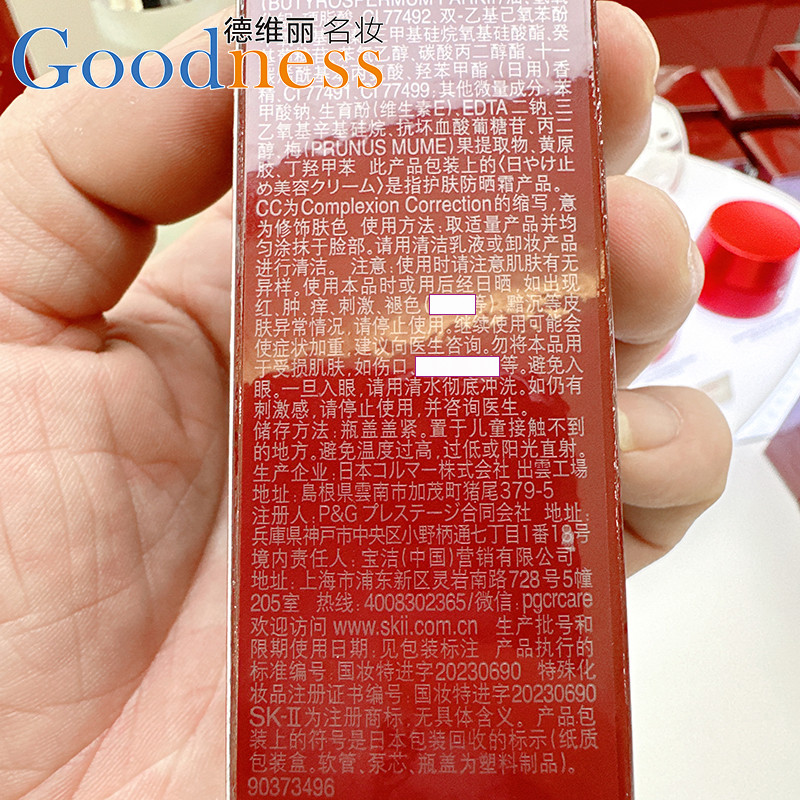 德维丽名妆
Goodness
(BUTYROSPERMUM PARKII)
77492, 双-乙基己氧苯酚
甲基硅烷氧基硅酸酯、癸
乙醇、碳酸丙二醇酯、十一
酸、羟苯甲酯、(日用)香
精、CI 77491、CI 77499; 其他微量成分:苯
甲酸钠、生育酚(维生素E)、EDTA二钠、三
乙氧基辛基硅烷、抗坏血酸葡糖苷、丙二
醇、梅(PRUNUS MUME)果提取物、黄原
胶、丁羟甲苯 此产品包装上的〈日やけ止
め美容クリーム〉是指护肤防晒霜产品。
CC为Complexion Correction的缩写,意
为修饰肤色 使用方法:取适量产品并均
匀涂抹于脸部。请用清洁乳液或卸妆产品
进行清洁。 注意:使用时请注意肌肤有无
异样。使用本品时或用后经日晒,如出现
红、肿、痒、刺激、褪色( 等)、黯沉等皮
肤异常情况,请停止使用,继续使用可能会
使症状加重,建议向医生咨询。勿将本品用
于受损肌肤,如伤口, 等。避免入
眼。一旦入眼,请用清水彻底冲洗。如仍有
刺激感,请停止使用,并咨询医生。
储存方法:瓶盖盖紧。置于儿童接触不到
的地方。避免温度过高,过低或阳光直射。
生产企业:日本コルマー株式会社 出雲工場
地址:島根県雲南市加茂町猪尾379-5
注册人:P&G プレステージ合同会社 地址:
兵庫県神戸市中央区小野柄通七丁目1番18号
境内责任人:宝洁(中国)营销有限公司
地址:上海市浦东新区灵岩南路728号5幢
205室 热线:4008302365/微信:pgcrcare
欢迎访问 www.skii.com.cn 生产批号和
限期使用日期:见包装标注 产品执行的
标准编号:国妆特进字20230690 特殊化
妆品注册证书编号:国妆特进字20230690
SK-II为注册商标,无具体含义。产品包
装上的符号是日本包装回收的标示(纸质
包装盒。软管、泵芯、瓶盖为塑料制品)。
90373496